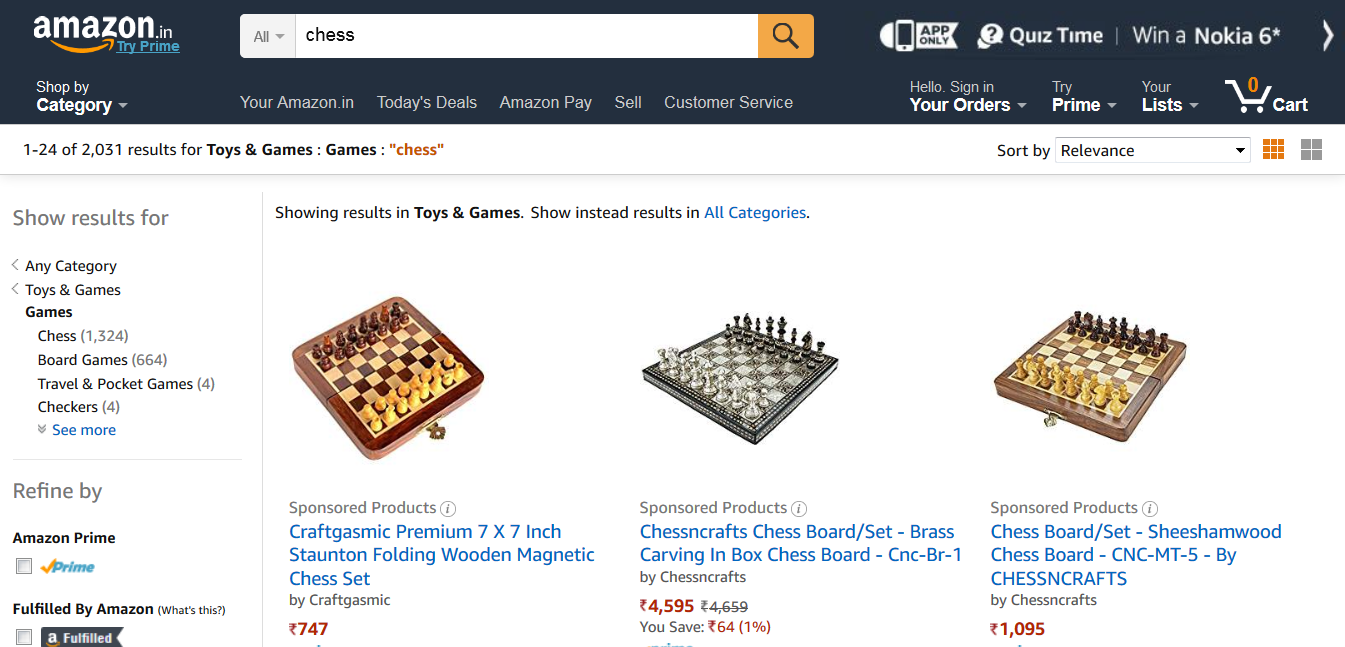 amazon.in
Try Prime
All
chess
APP ONLY
Quiz Time | Win a Nokia 6*
Shop by
Category
Your Amazon.in Today's Deals Amazon Pay Sell Customer Service
Hello. Sign in
Your Orders
Try
Prime
Your
Lists
0
Cart
1-24 of 2,031 results for Toys & Games : Games : "chess"
Sort by Relevance
Show results for
Any Category
Toys & Games
Games
Chess (1,324)
Board Games (664)
Travel & Pocket Games (4)
Checkers (4)
See more
Refine by
Amazon Prime
Prime
Fulfilled By Amazon (What's this?)
a Fulfilled
Showing results in Toys & Games. Show instead results in All Categories.
Sponsored Products i
Craftgasmic Premium 7 X 7 Inch
Staunton Folding Wooden Magnetic
Chess Set
by Craftgasmic
₹747
Sponsored Products i
Chessncrafts Chess Board/Set - Brass
Carving In Box Chess Board - Cnc-Br-1
by Chessncrafts
₹4,595 ₹4,659
You Save: ₹64 (1%)
Sponsored Products i
Chess Board/Set - Sheeshamwood
Chess Board - CNC-MT-5 - By
CHESSNCRAFTS
by Chessncrafts
₹1,095